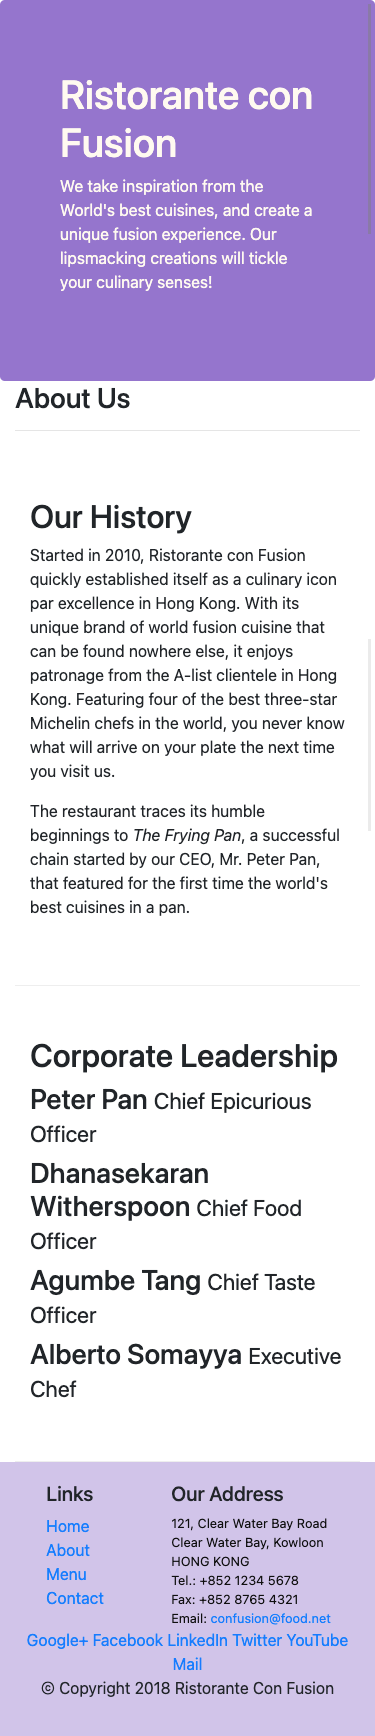 Ristorante con
Fusion
We take inspiration from the
World's best cuisines, and create a
unique fusion experience. Our
lipsmacking creations will tickle
your culinary senses!
About Us
Our History
Started in 2010, Ristorante con Fusion
quickly established itself as a culinary icon
par excellence in Hong Kong. With its
unique brand of world fusion cuisine that
can be found nowhere else, it enjoys
patronage from the A-list clientele in Hong
Kong. Featuring four of the best three-star
Michelin chefs in the world, you never know
what will arrive on your plate the next time
you visit us.
The restaurant traces its humble
beginnings to The Frying Pan, a successful
chain started by our CEO, Mr. Peter Pan,
that featured for the first time the world's
best cuisines in a pan.
Corporate Leadership
Peter Pan Chief Epicurious
Officer
Dhanasekaran
Witherspoon Chief Food
Officer
Agumbe Tang Chief Taste
Officer
Alberto Somayya Executive
Chef
Links
Home
About
Menu
Contact
Our Address
121, Clear Water Bay Road
Clear Water Bay, Kowloon
HONG KONG
Tel.: +852 1234 5678
Fax: +852 8765 4321
Email: confusion@food.net
Google+ Facebook LinkedIn Twitter YouTube
Mail
© Copyright 2018 Ristorante Con Fusion